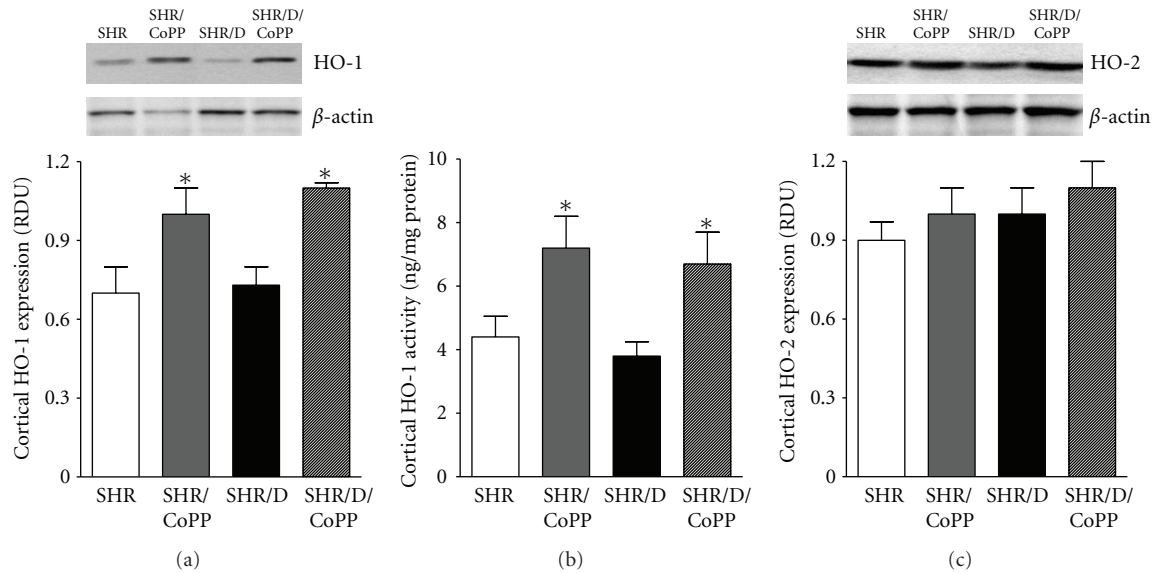 SHR
SHR/
CoPP
SHR/D
SHR/D/
CoPP
HO-1
β-actin
Cortical HO-1 expression (RDU)
1.2
0.9
0.6
0.3
0
*
*
SHR
SHR/
CoPP
SHR/D
SHR/D/
CoPP
(a)
Cortical HO-1 activity (ng/mg protein)
10
8
6
4
2
0
*
*
SHR
SHR/
CoPP
SHR/D
SHR/D/
CoPP
(b)
SHR
SHR/
CoPP
SHR/D
SHR/D/
CoPP
HO-2
β-actin
Cortical HO-2 expression (RDU)
1.2
0.9
0.6
0.3
0
SHR
SHR/
CoPP
SHR/D
SHR/D/
CoPP
(c)